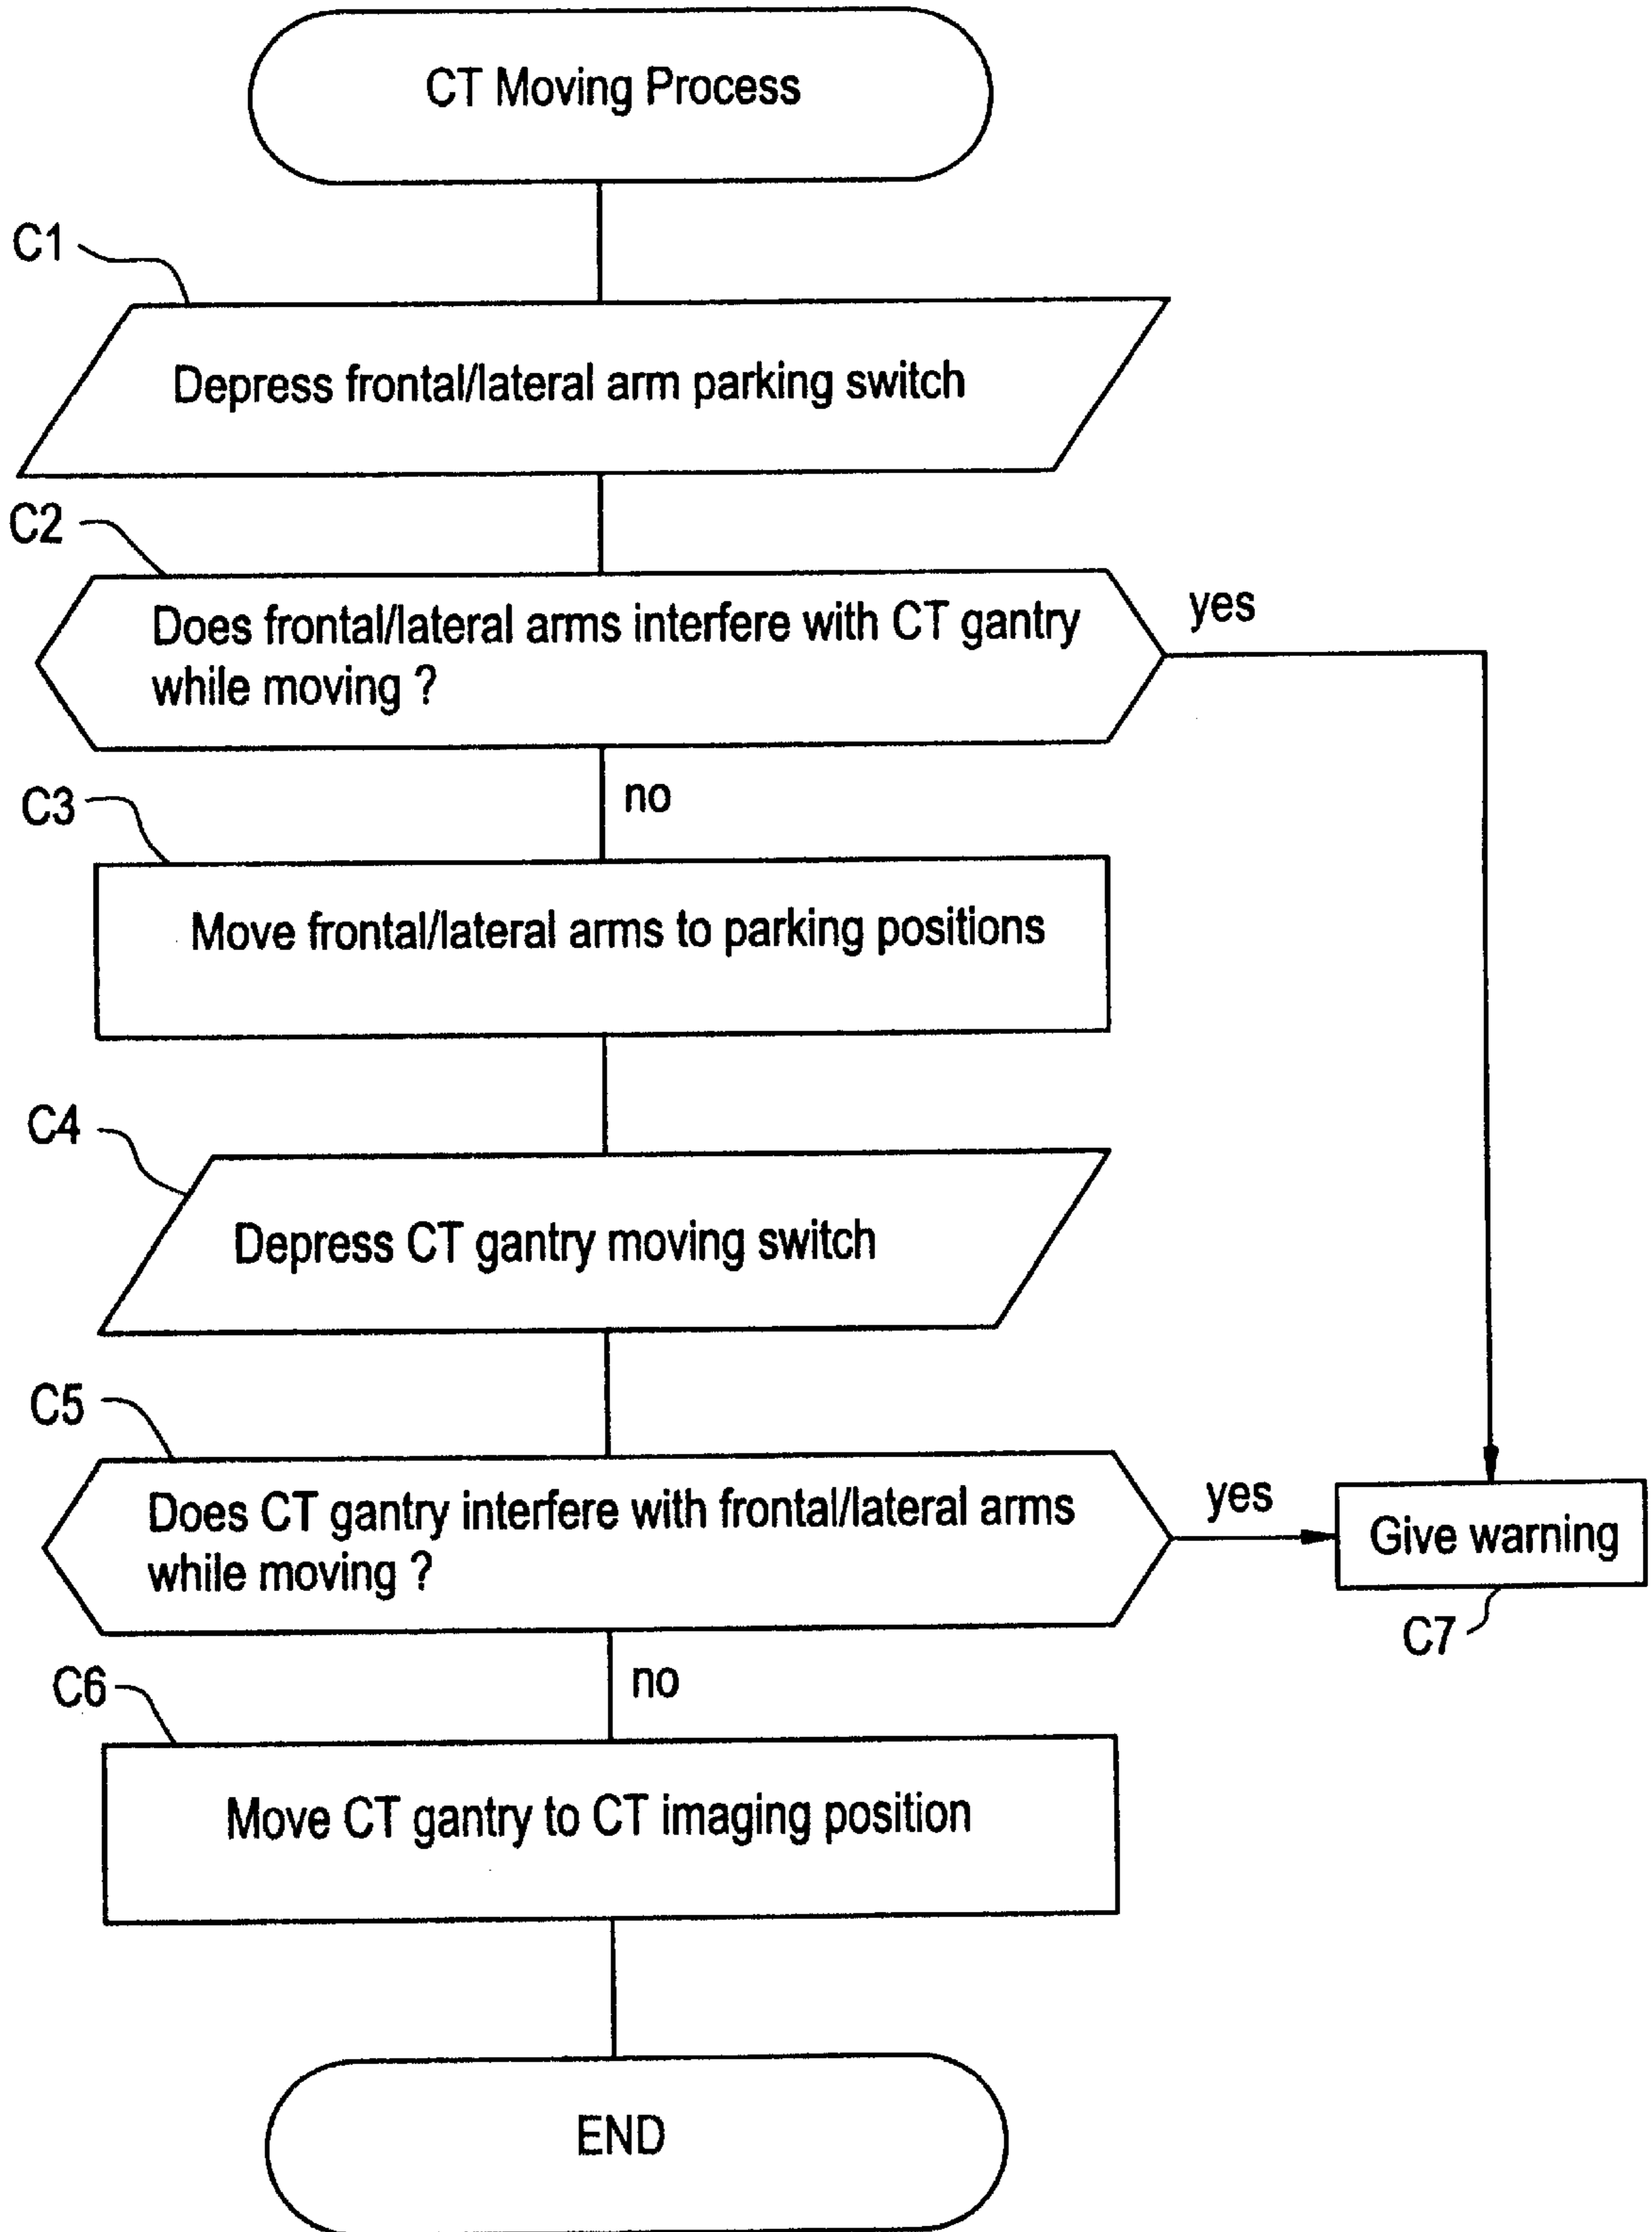 CT Moving Process
C1
Depress frontal/lateral arm parking switch
C2
Does frontal/lateral arms interfere with CT gantry
while moving ?
yes
no
C3
Move frontal/lateral arms to parking positions
C4
Depress CT gantry moving switch
C5
Does CT gantry interfere with frontal/lateral arms
while moving ?
yes
Give warning
C7
no
C6
Move CT gantry to CT imaging position
END